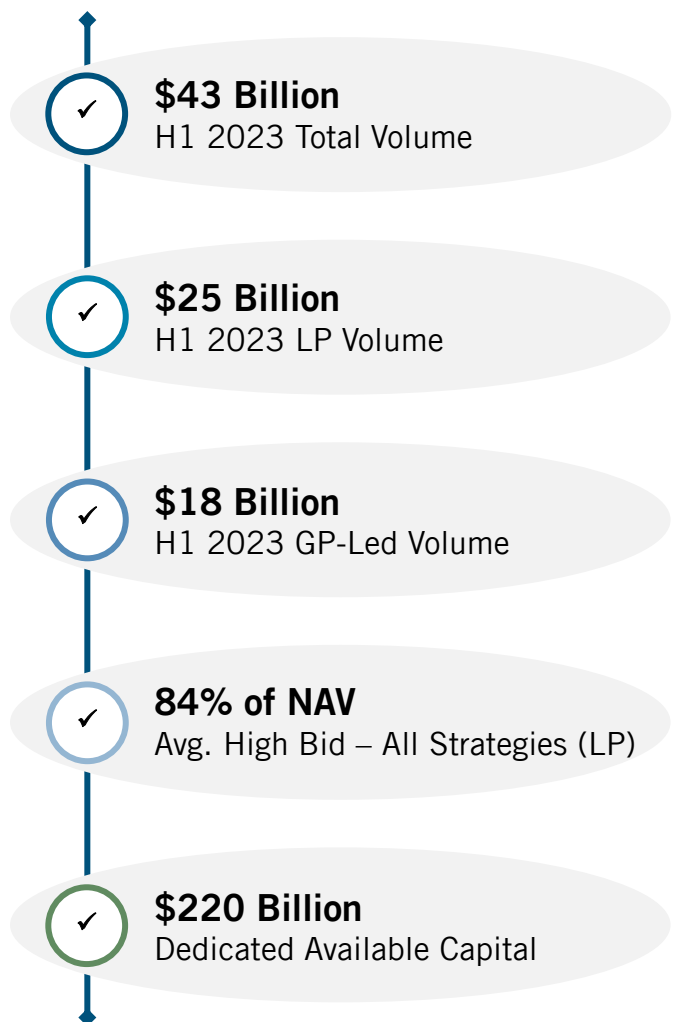 $43 Billion
H1 2023 Total Volume
$25 Billion
H1 2023 LP Volume
$18 Billion
H1 2023 GP-Led Volume
84% of NAV
Avg. High Bid – All Strategies (LP)
$220 Billion
Dedicated Available Capital